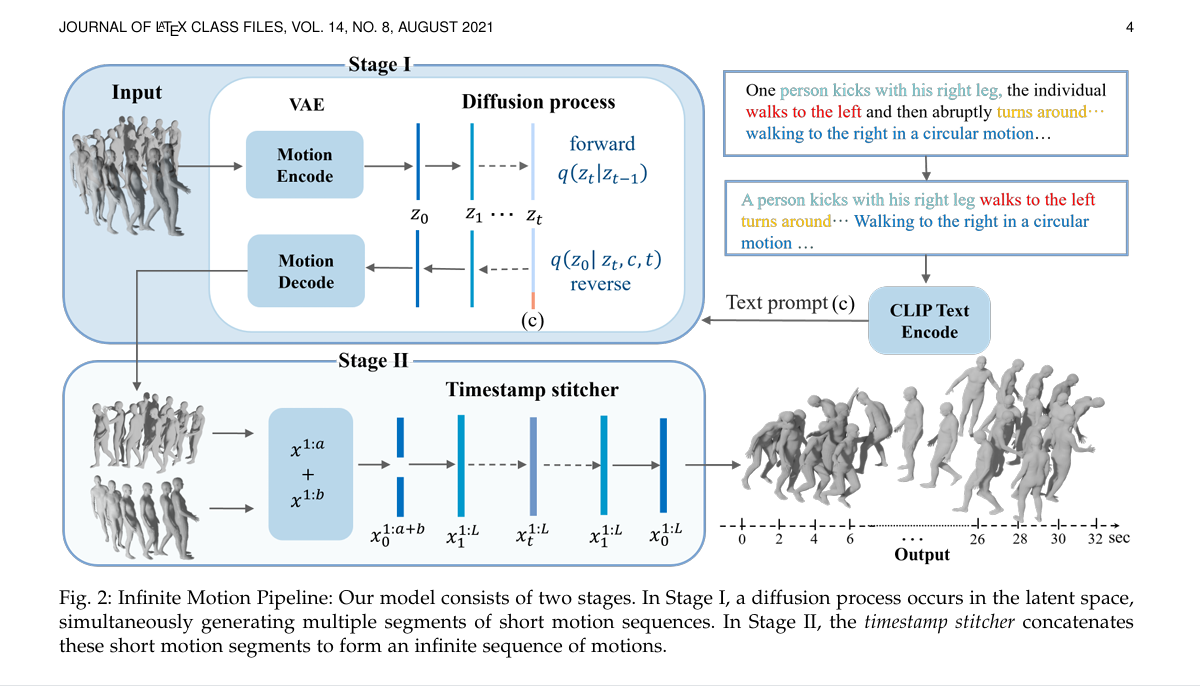 JOURNAL OF LATEX CLASS FILES, VOL. 14, NO. 8, AUGUST 2021
4
Stage I
Input
VAE
Diffusion process
Motion
Encode
forward
q(z_t|z_{t−1})
z_0
z_1 ··· z_t
Motion
Decode
q(z_0| z_t, c, t)
reverse
(c)
One person kicks with his right leg, the individual
walks to the left and then abruptly turns around···
walking to the right in a circular motion…
A person kicks with his right leg walks to the left
turns around··· Walking to the right in a circular
motion …
Text prompt (c)
CLIP Text
Encode
Stage II
Timestamp stitcher
x^{1:a}
+
x^{1:b}
x_0^{1:a+b}
x_1^{1:L}
x_t^{1:L}
x_1^{1:L}
x_0^{1:L}
0 2 4 6 ··· 26 28 30 32 sec
Output
Fig. 2: Infinite Motion Pipeline: Our model consists of two stages. In Stage I, a diffusion process occurs in the latent space,
simultaneously generating multiple segments of short motion sequences. In Stage II, the timestamp stitcher concatenates
these short motion segments to form an infinite sequence of motions.